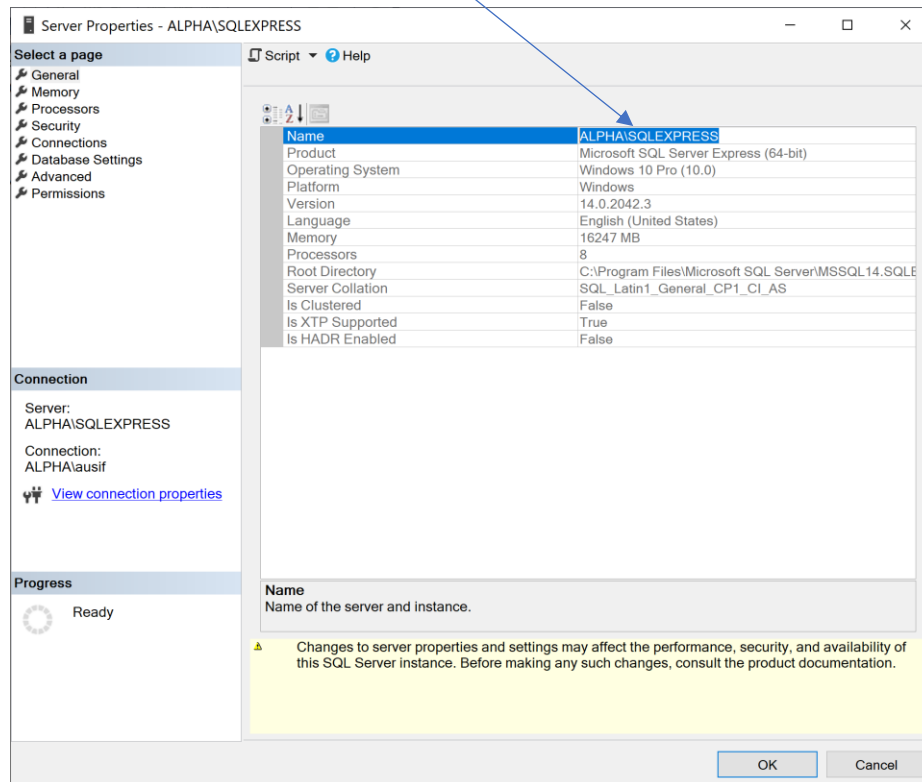 Server Properties - ALPHA\SQLEXPRESS
Select a page
General
Memory
Processors
Security
Connections
Database Settings
Advanced
Permissions
Script Help
Name ALPHA\SQLEXPRESS
Product Microsoft SQL Server Express (64-bit)
Operating System Windows 10 Pro (10.0)
Platform Windows
Version 14.0.2042.3
Language English (United States)
Memory 16247 MB
Processors 8
Root Directory C:\Program Files\Microsoft SQL Server\MSSQL14.SQLE
Server Collation SQL_Latin1_General_CP1_CI_AS
Is Clustered False
Is XTP Supported True
Is HADR Enabled False
Connection
Server:
ALPHA\SQLEXPRESS
Connection:
ALPHA\ausif
View connection properties
Progress
Ready
Name
Name of the server and instance.
Changes to server properties and settings may affect the performance, security, and availability of
this SQL Server instance. Before making any such changes, consult the product documentation.
OK Cancel